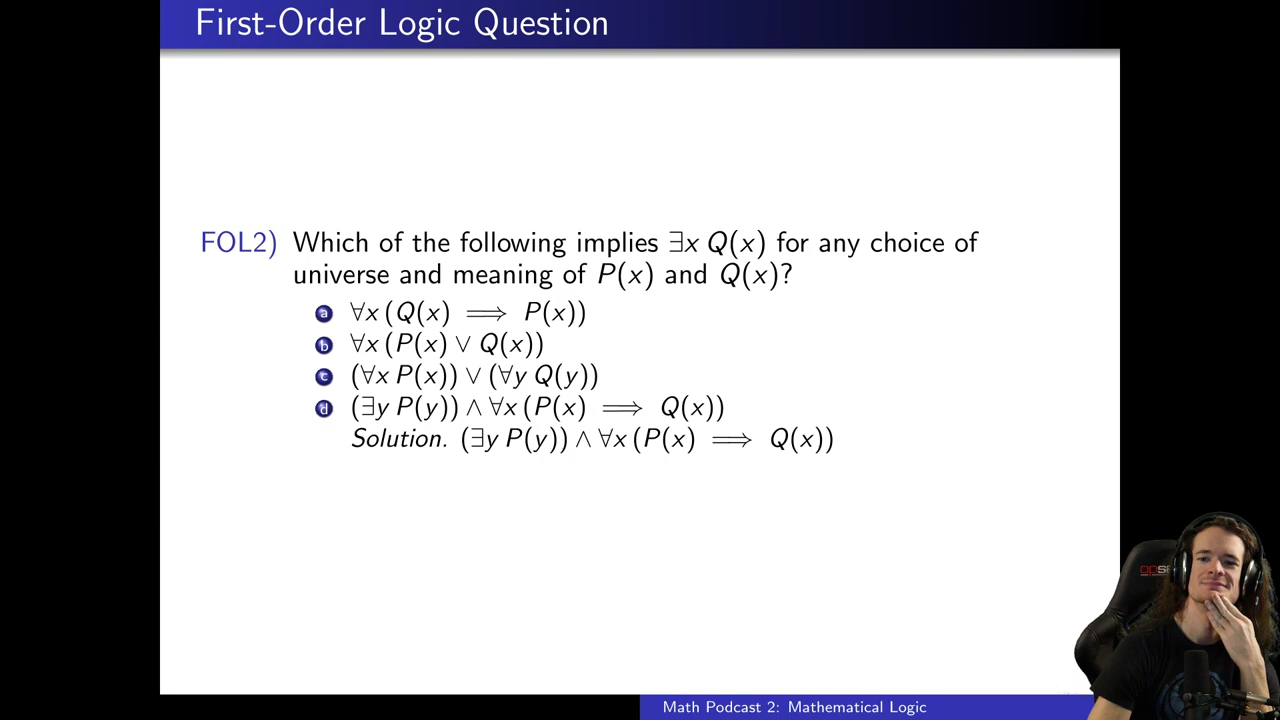 First-Order Logic Question
FOL2) Which of the following implies ∃x Q(x) for any choice of
universe and meaning of P(x) and Q(x)?
a ∀x (Q(x) ⟹ P(x))
b ∀x (P(x) ∨ Q(x))
c (∀x P(x)) ∨ (∀y Q(y))
d (∃y P(y)) ∧ ∀x (P(x) ⟹ Q(x))
Solution. (∃y P(y)) ∧ ∀x (P(x) ⟹ Q(x))
Math Podcast 2: Mathematical Logic